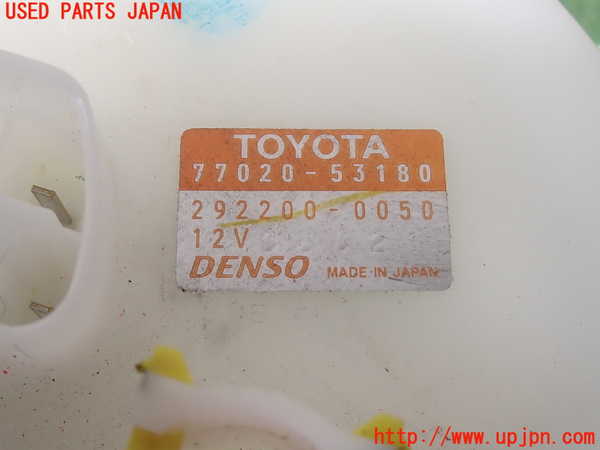 USED PARTS JAPAN
TOYOTA
77020-53180
292200-0050
12V
DENSO MADE IN JAPAN
http://www.upjpn.com/